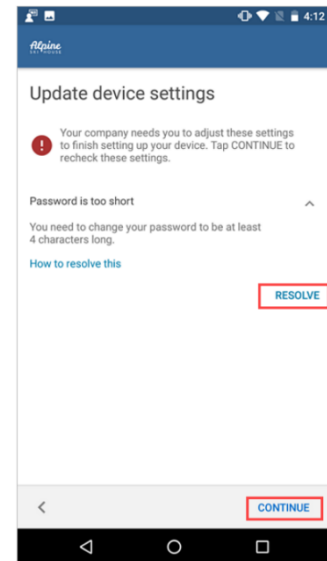 4:12
Alpine
SKI HOUSE
Update device settings
Your company needs you to adjust these settings
to finish setting up your device. Tap CONTINUE to
recheck these settings.
Password is too short
You need to change your password to be at least
4 characters long.
How to resolve this
RESOLVE
CONTINUE